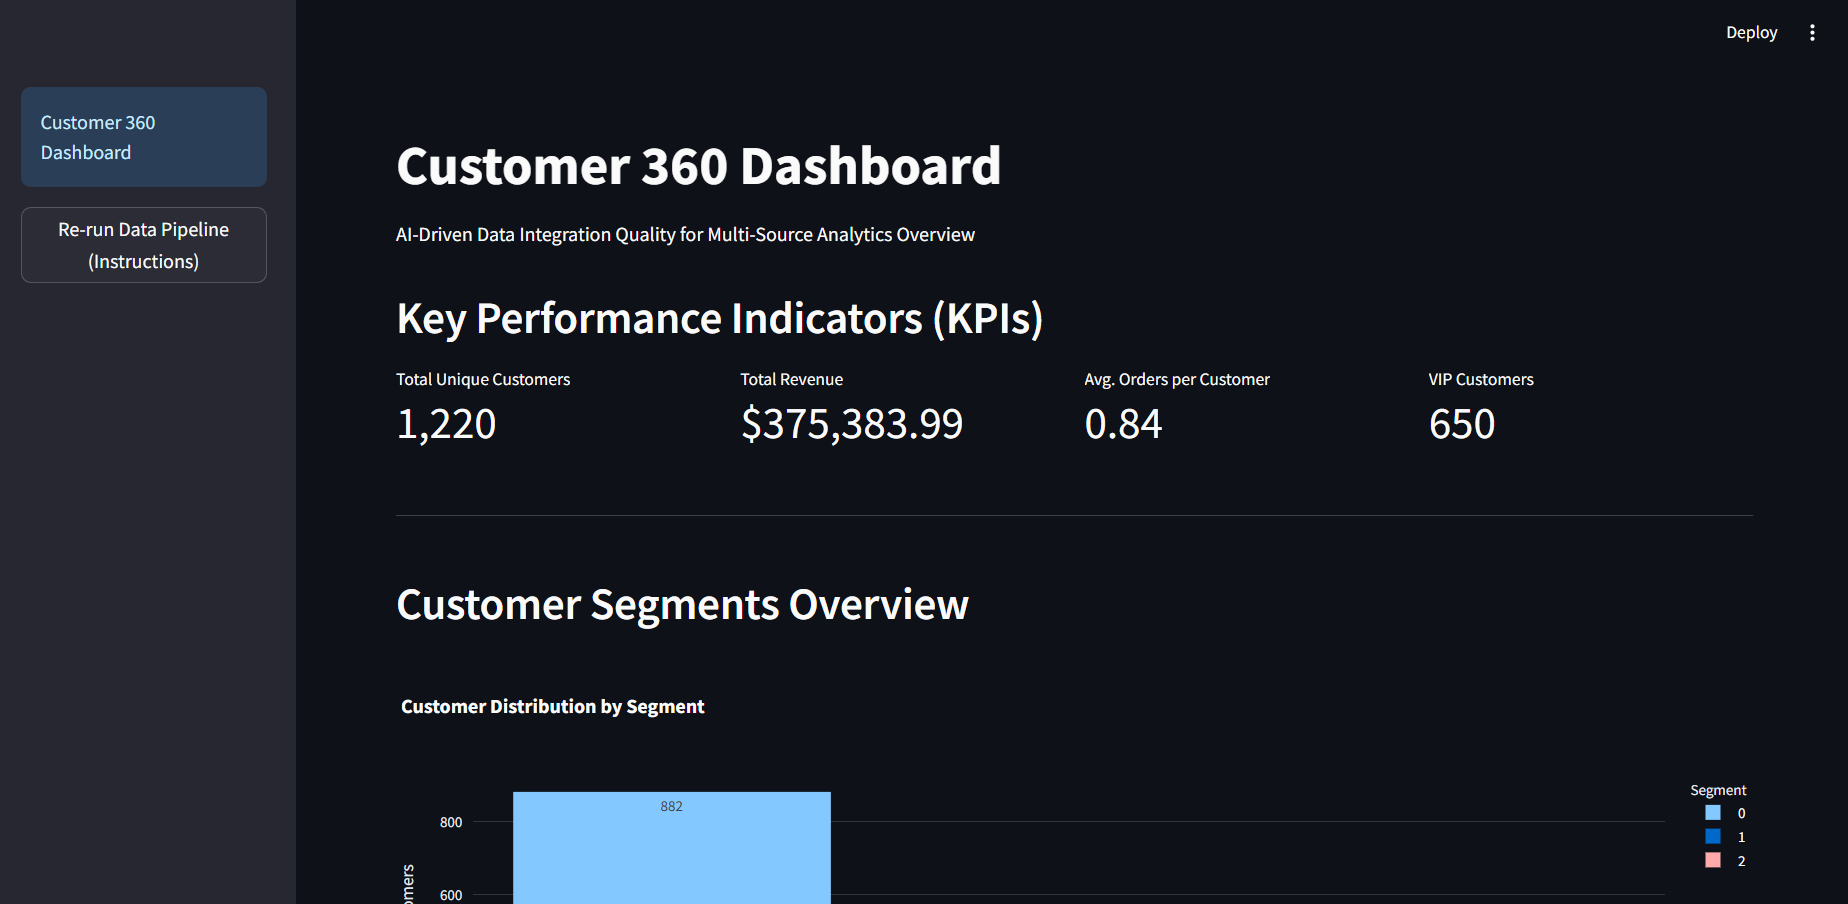 Deploy
Customer 360
Dashboard
Re-run Data Pipeline
(Instructions)
Customer 360 Dashboard
AI-Driven Data Integration Quality for Multi-Source Analytics Overview
Key Performance Indicators (KPIs)
Total Unique Customers
1,220
Total Revenue
$375,383.99
Avg. Orders per Customer
0.84
VIP Customers
650
Customer Segments Overview
Customer Distribution by Segment
882
800
600
Segment
0
1
2